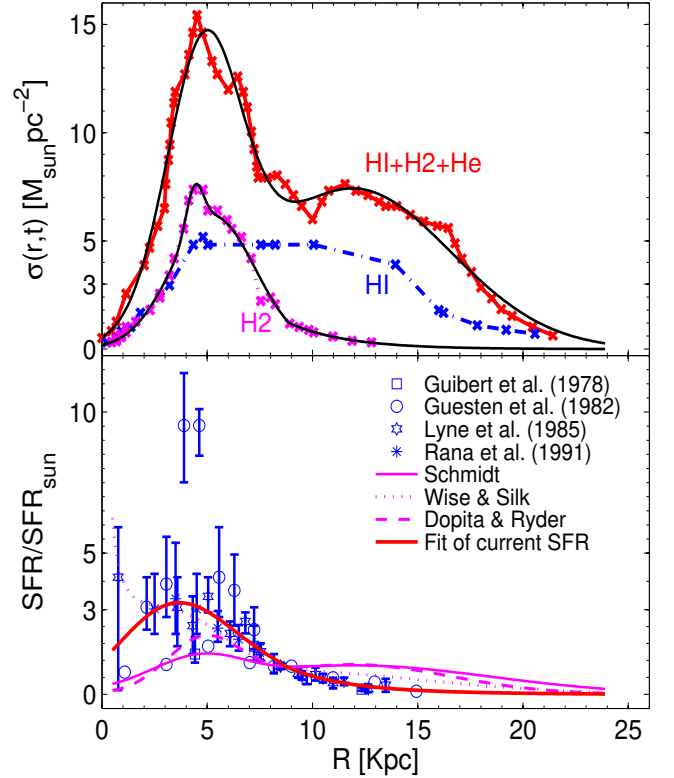 15
10
5
3
0
σ(r,t) [M_sun pc^−2]
HI+H2+He
HI
H2
10
5
3
0
SFR/SFR_sun
Guibert et al. (1978)
Guesten et al. (1982)
Lyne et al. (1985)
Rana et al. (1991)
Schmidt
Wise & Silk
Dopita & Ryder
Fit of current SFR
0 5 10 15 20 25
R [Kpc]